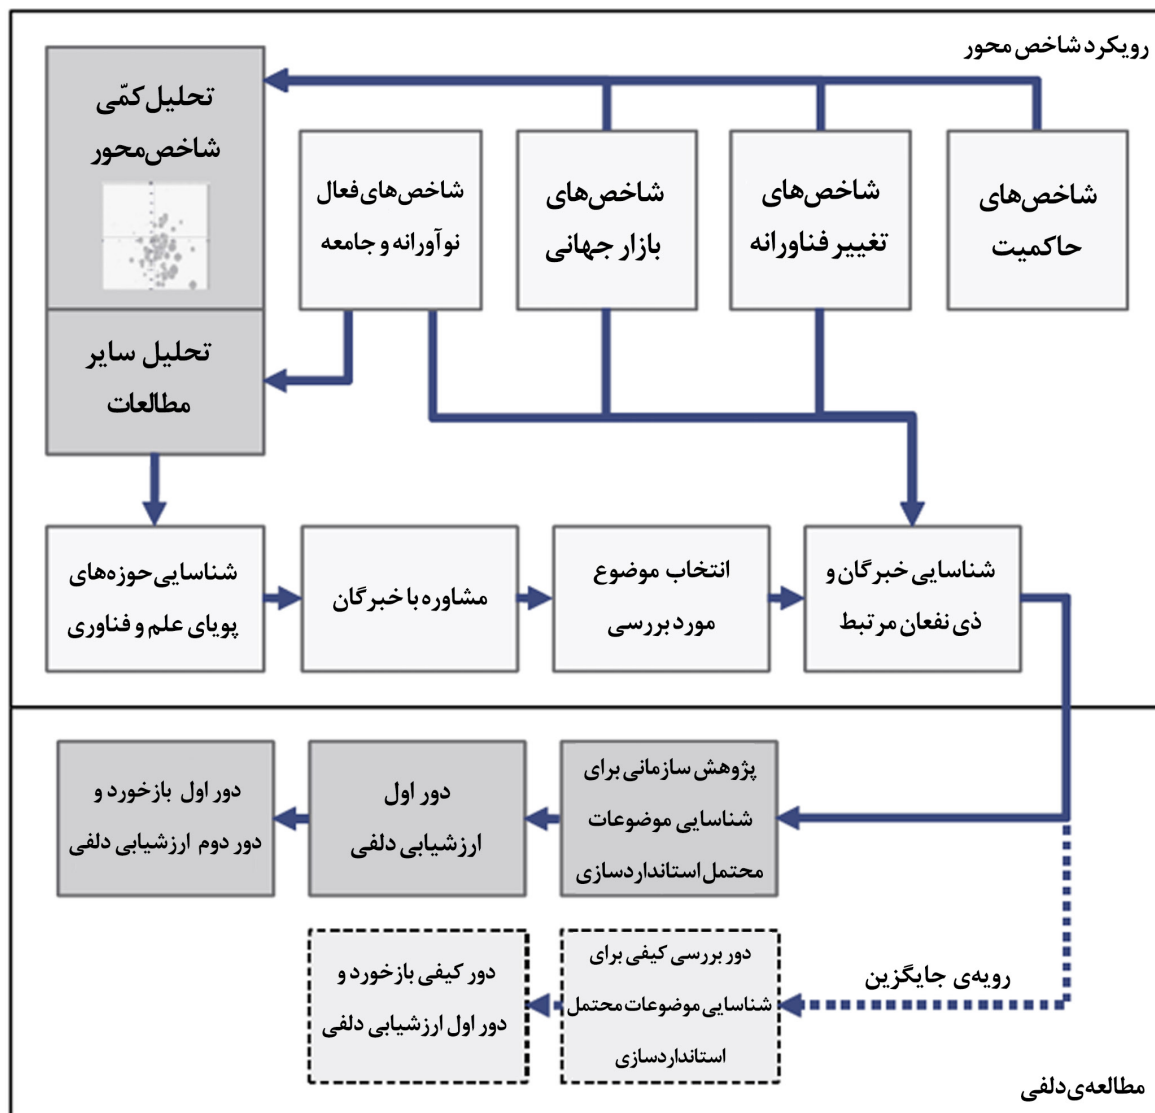 رویکرد شاخص محور
تحلیل کمّی
شاخص‌محور
شاخص‌های
حاکمیت
شاخص‌های
تغییر فناورانه
شاخص‌های
بازار جهانی
شاخص‌های فعال
نوآورانه و جامعه
تحلیل سایر
مطالعات
شناسایی حوزه‌های
پویای علم و فناوری
مشاوره با خبرگان
انتخاب موضوع
مورد بررسی
شناسایی خبرگان و
ذی نفعان مرتبط
پژوهش سازمانی برای
شناسایی موضوعات
محتمل استانداردسازی
دور اول
ارزشیابی دلفی
دور اول بازخورد و
دور دوم ارزشیابی دلفی
رویه‌ی جایگزین
دور بررسی کیفی برای
شناسایی موضوعات محتمل
استانداردسازی
دور کیفی بازخورد و
دور اول ارزشیابی دلفی
مطالعه‌ی دلفی